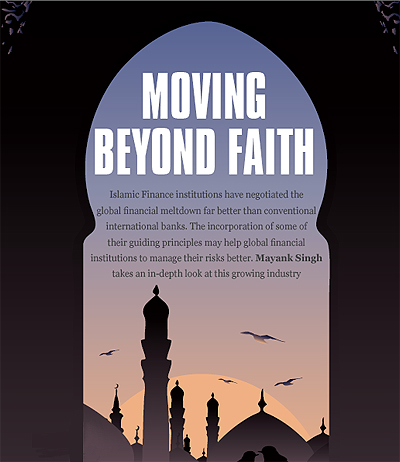 MOVING
BEYOND FAITH
Islamic Finance institutions have negotiated the
global financial meltdown far better than conventional
international banks. The incorporation of some of
their guiding principles may help global financial
institutions to manage their risks better. Mayank Singh
takes an in-depth look at this growing industry